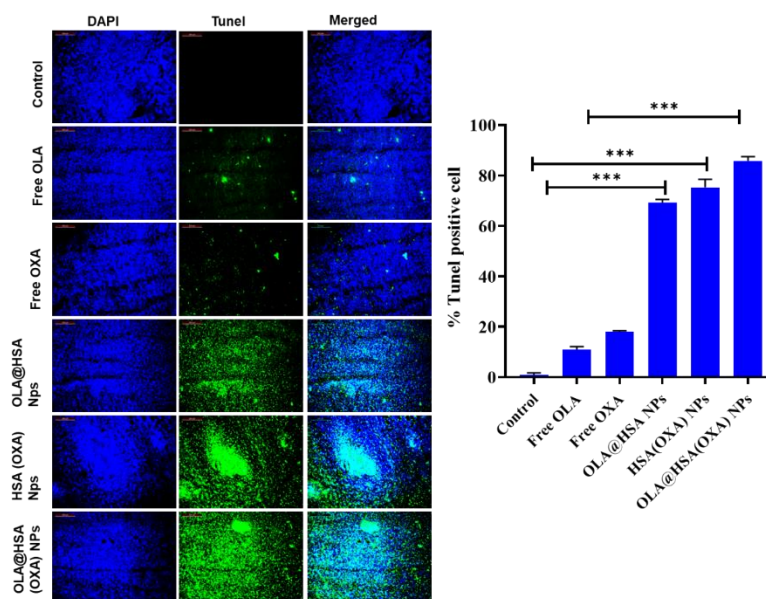 DAPI
Tunel
Merged
Control
Free OLA
Free OXA
OLA@HSA
Nps
HSA (OXA)
Nps
OLA@HSA
(OXA) NPs
***
***
***
100
80
60
40
20
0
% Tunel positive cell
Control
Free OLA
Free OXA
OLA@HSA NPs
HSA(OXA) NPs
OLA@HSA(OXA) NPs